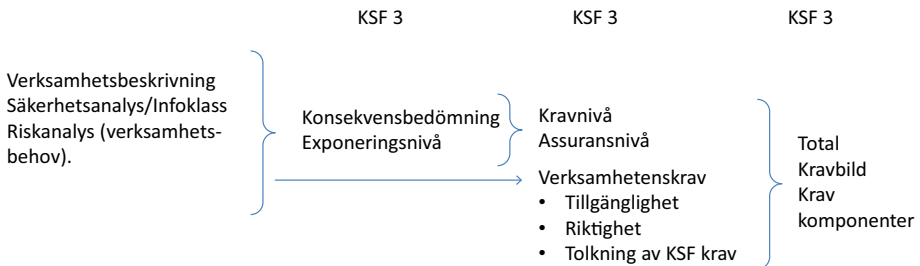 KSF 3
KSF 3
KSF 3
Verksamhetsbeskrivning
Säkerhetsanalys/Infoklass
Riskanalys (verksamhets-
behov).
Konsekvensbedömning
Exponeringsnivå
Kravnivå
Assuransnivå
Verksamhetenskrav
• Tillgänglighet
• Riktighet
• Tolkning av KSF krav
Total
Kravbild
Krav
komponenter